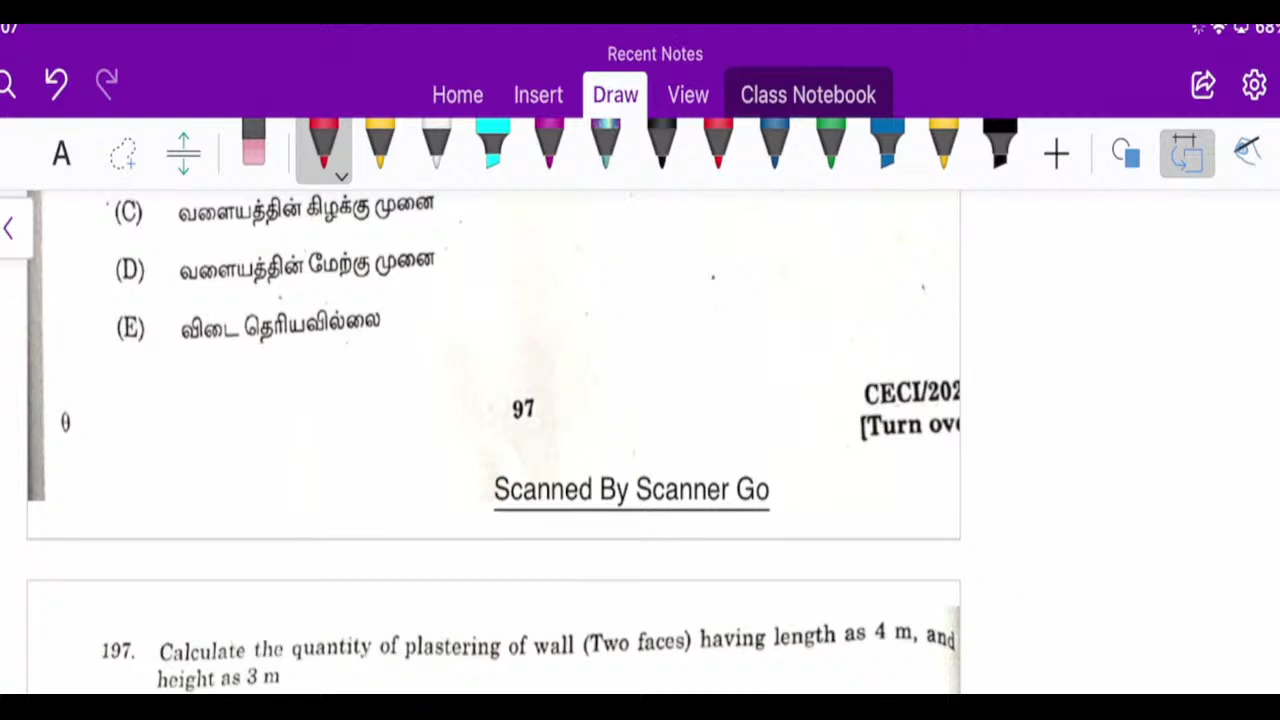 07
68%
Recent Notes
Home Insert Draw View Class Notebook
A
(C) வளையத்தின் கிழக்கு முனை
(D) வளையத்தின் மேற்கு முனை
(E) விடை தெரியவில்லை
θ 97 CECI/202
[Turn ove
Scanned By Scanner Go
197. Calculate the quantity of plastering of wall (Two faces) having length as 4 m, and
height as 3 m